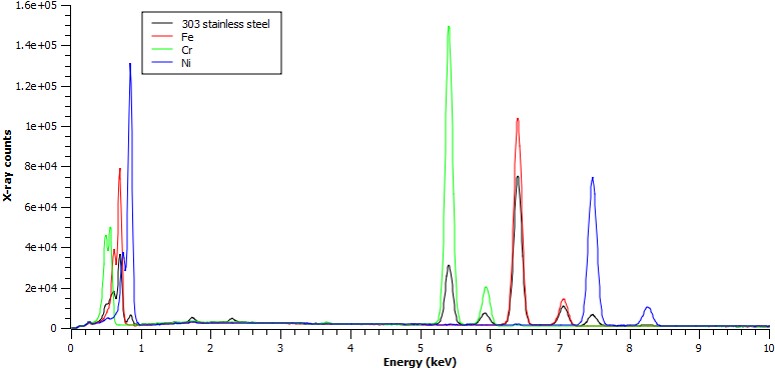 1.6e+05
1.4e+05
1.2e+05
1e+05
8e+04
6e+04
4e+04
2e+04
0
X-ray counts
303 stainless steel
Fe
Cr
Ni
0 1 2 3 4 5 6 7 8 9 10
Energy (keV)